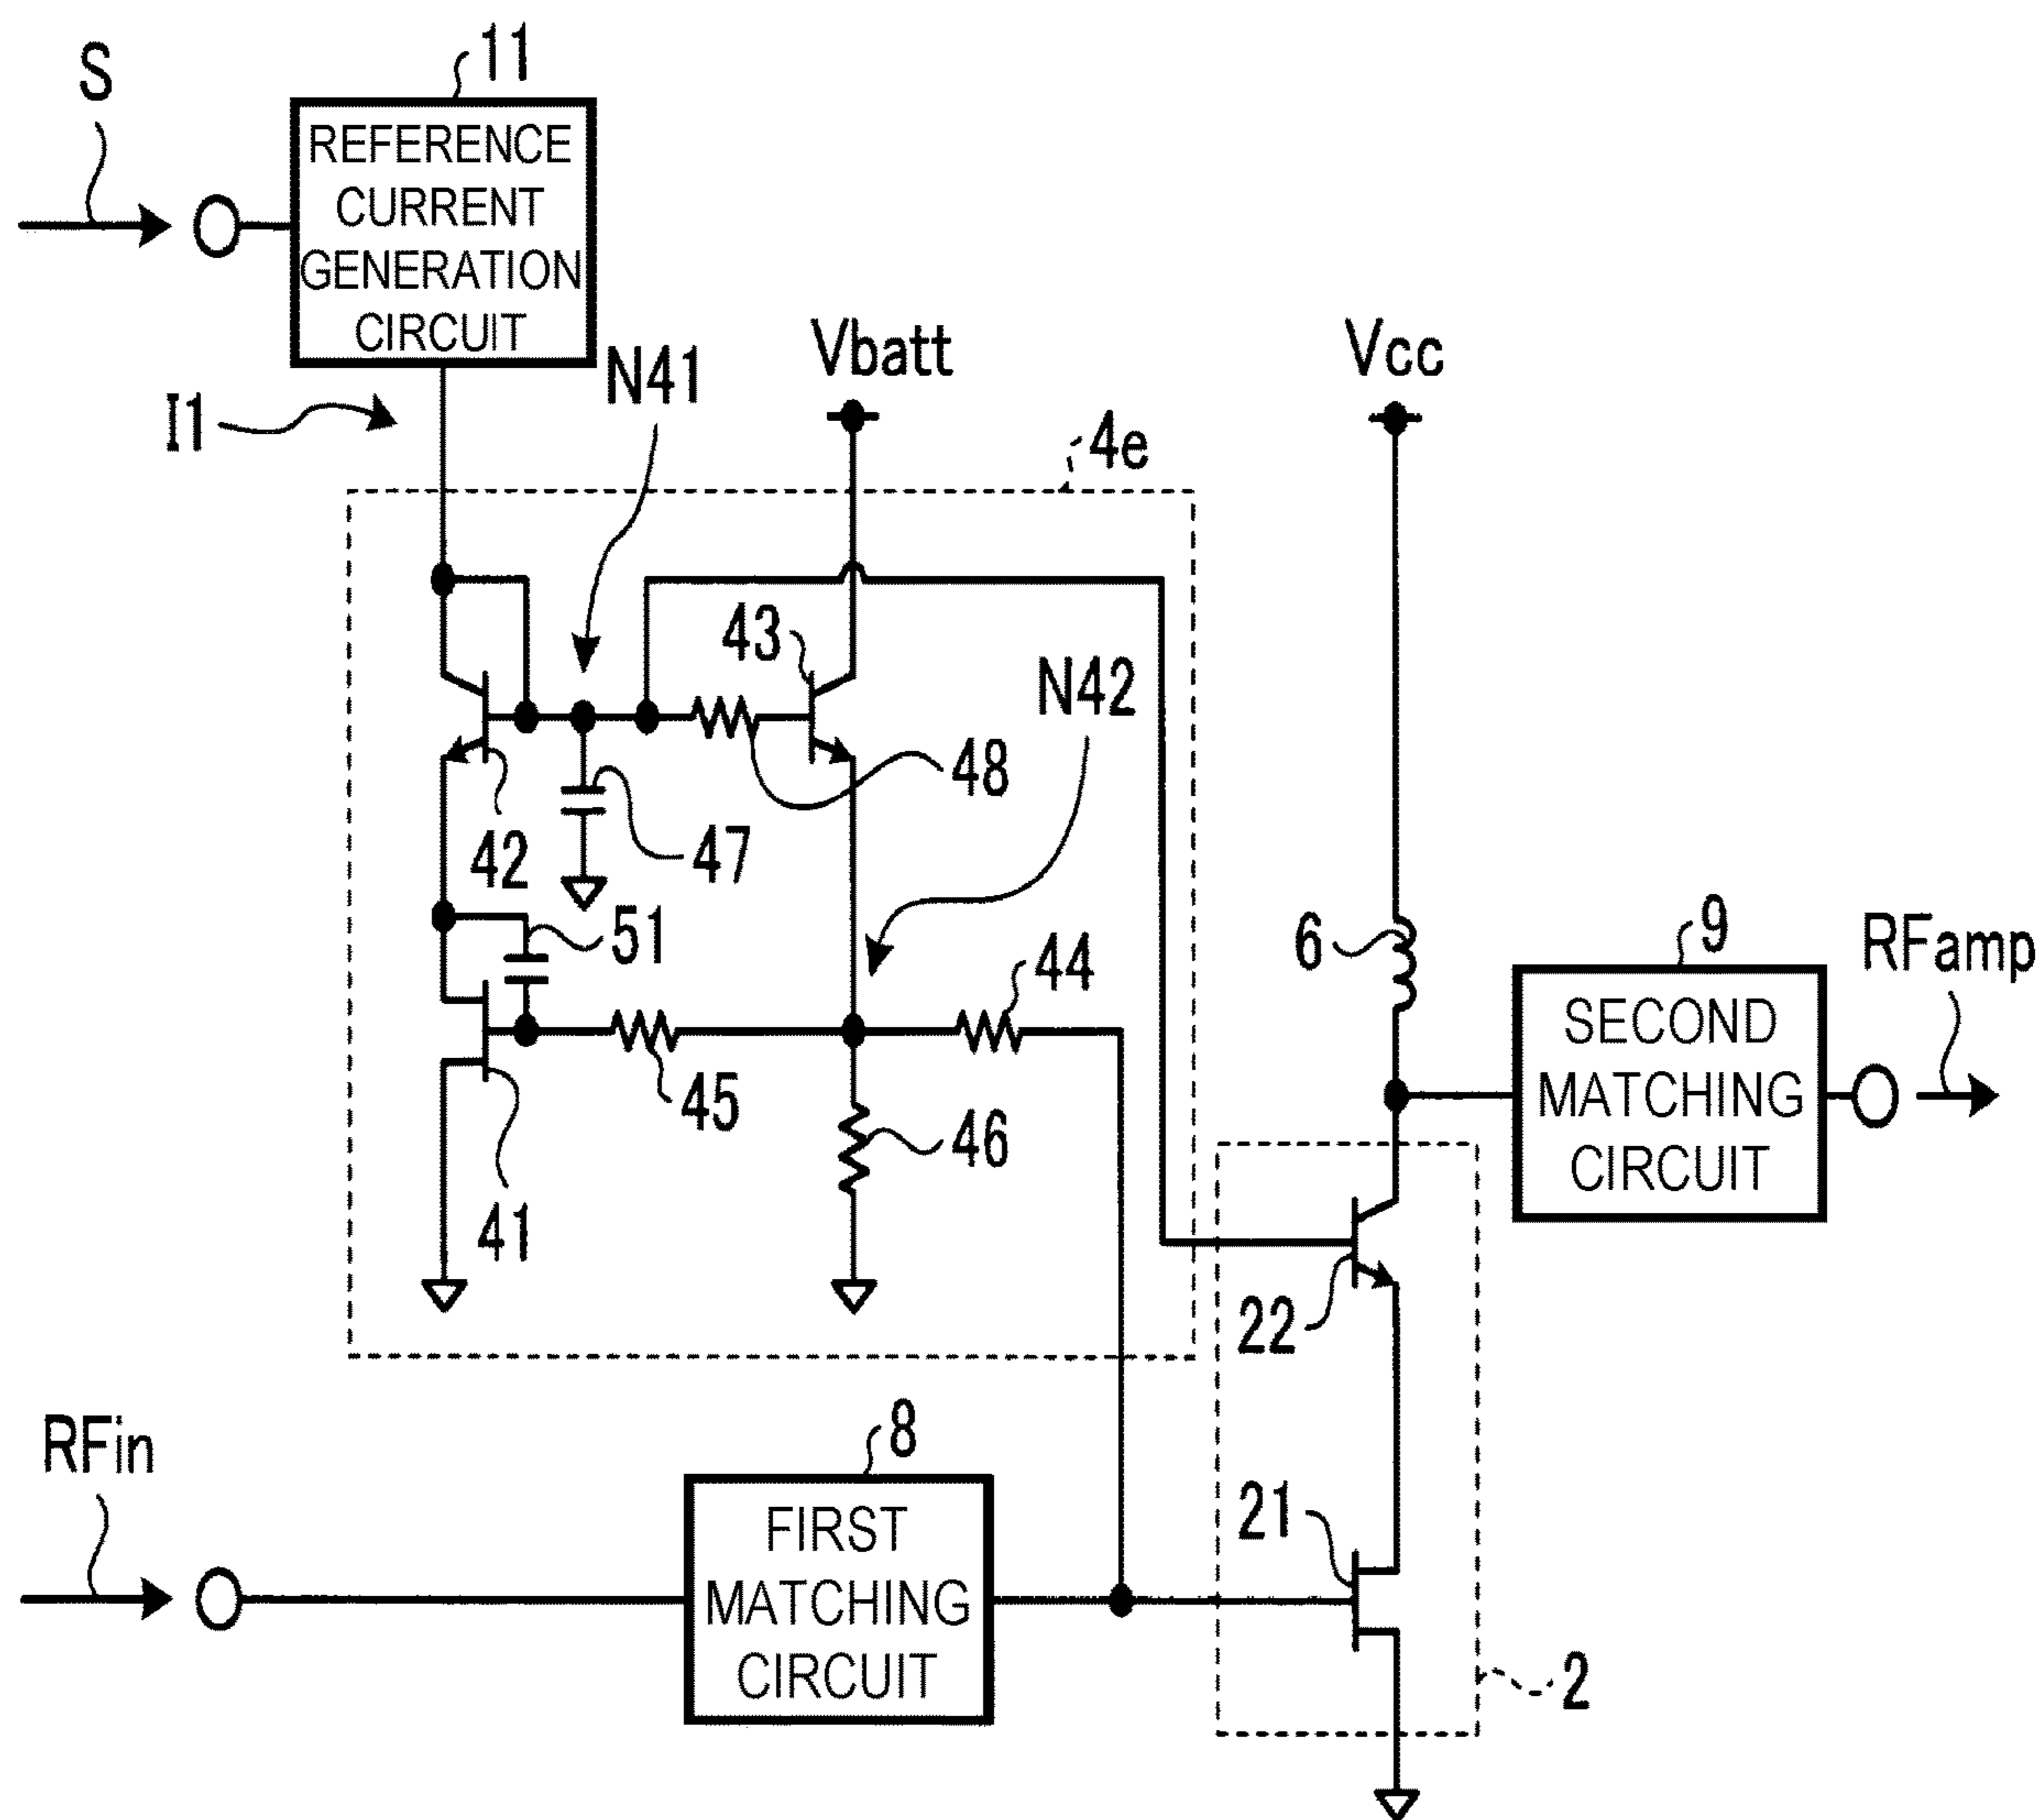 11
S
REFERENCE
CURRENT
GENERATION
CIRCUIT
I1
N41
Vbatt
Vcc
4e
43
N42
48
42
47
51
44
6
9
RFamp
SECOND
MATCHING
CIRCUIT
45
46
41
22
RFin
8
FIRST
MATCHING
CIRCUIT
21
2